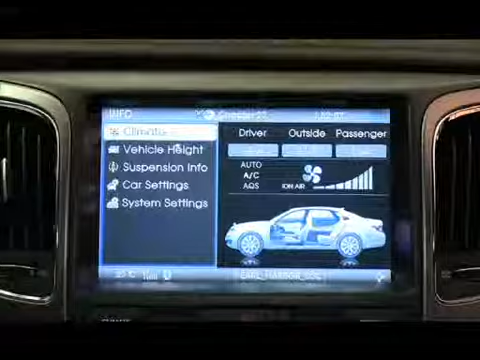 INFO
Climate
Vehicle Height
Suspension Info
Car Settings
System Settings
Driver Outside Passenger
AUTO
A/C
AQS
ION AIR